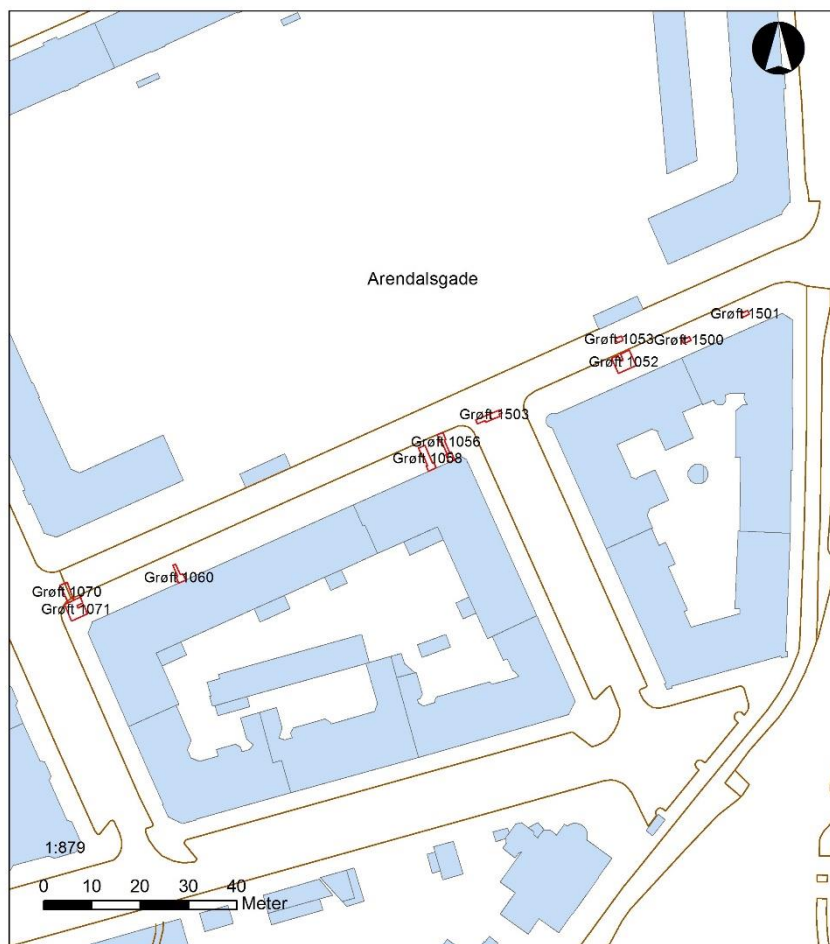 Arendalsgade
Grøft 1501
Grøft 1053
Grøft 1500
Grøft 1052
Grøft 1503
Grøft 1056
Grøft 1058
Grøft 1060
Grøft 1070
Grøft 1071
1:879
0 10 20 30 40
Meter